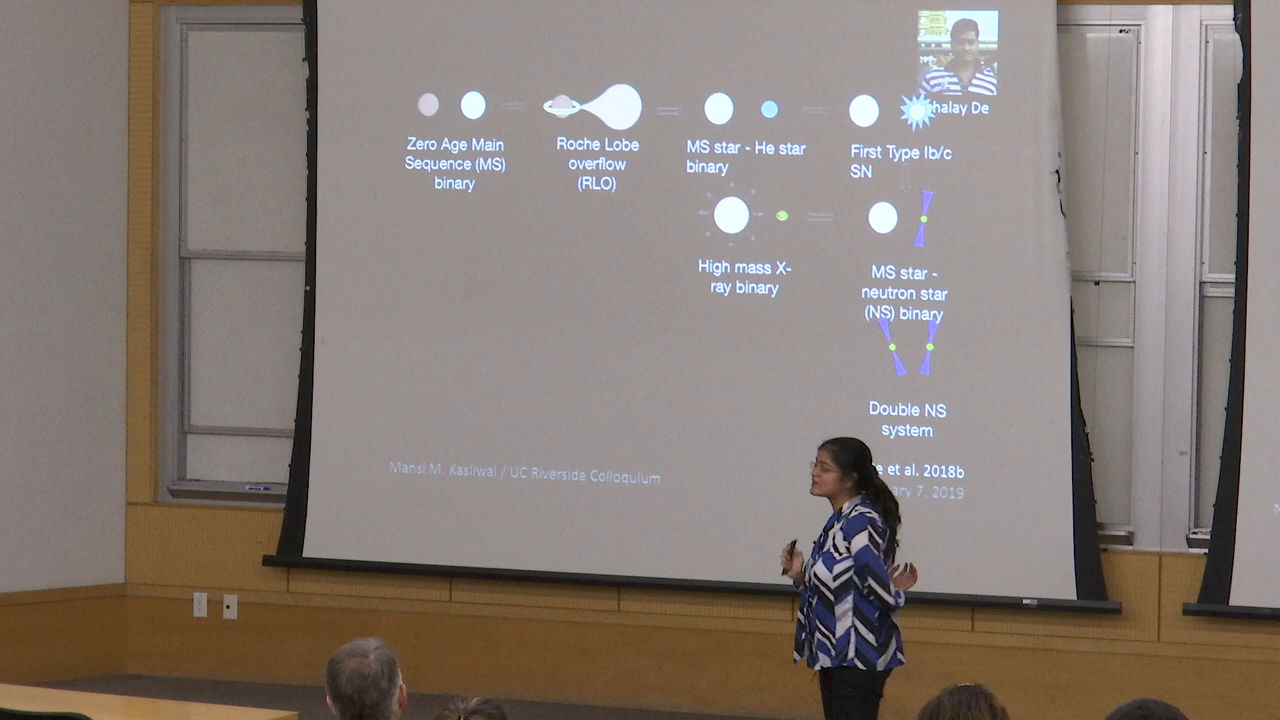 Zero Age Main
Sequence (MS)
binary
Roche Lobe
overflow
(RLO)
MS star - He star
binary
First Type Ib/c
SN
halay De
High mass X-
ray binary
MS star -
neutron star
(NS) binary
Double NS
system
Mansi M. Kasliwal / UC Riverside Colloquium
e et al. 2018b
ary 7, 2019